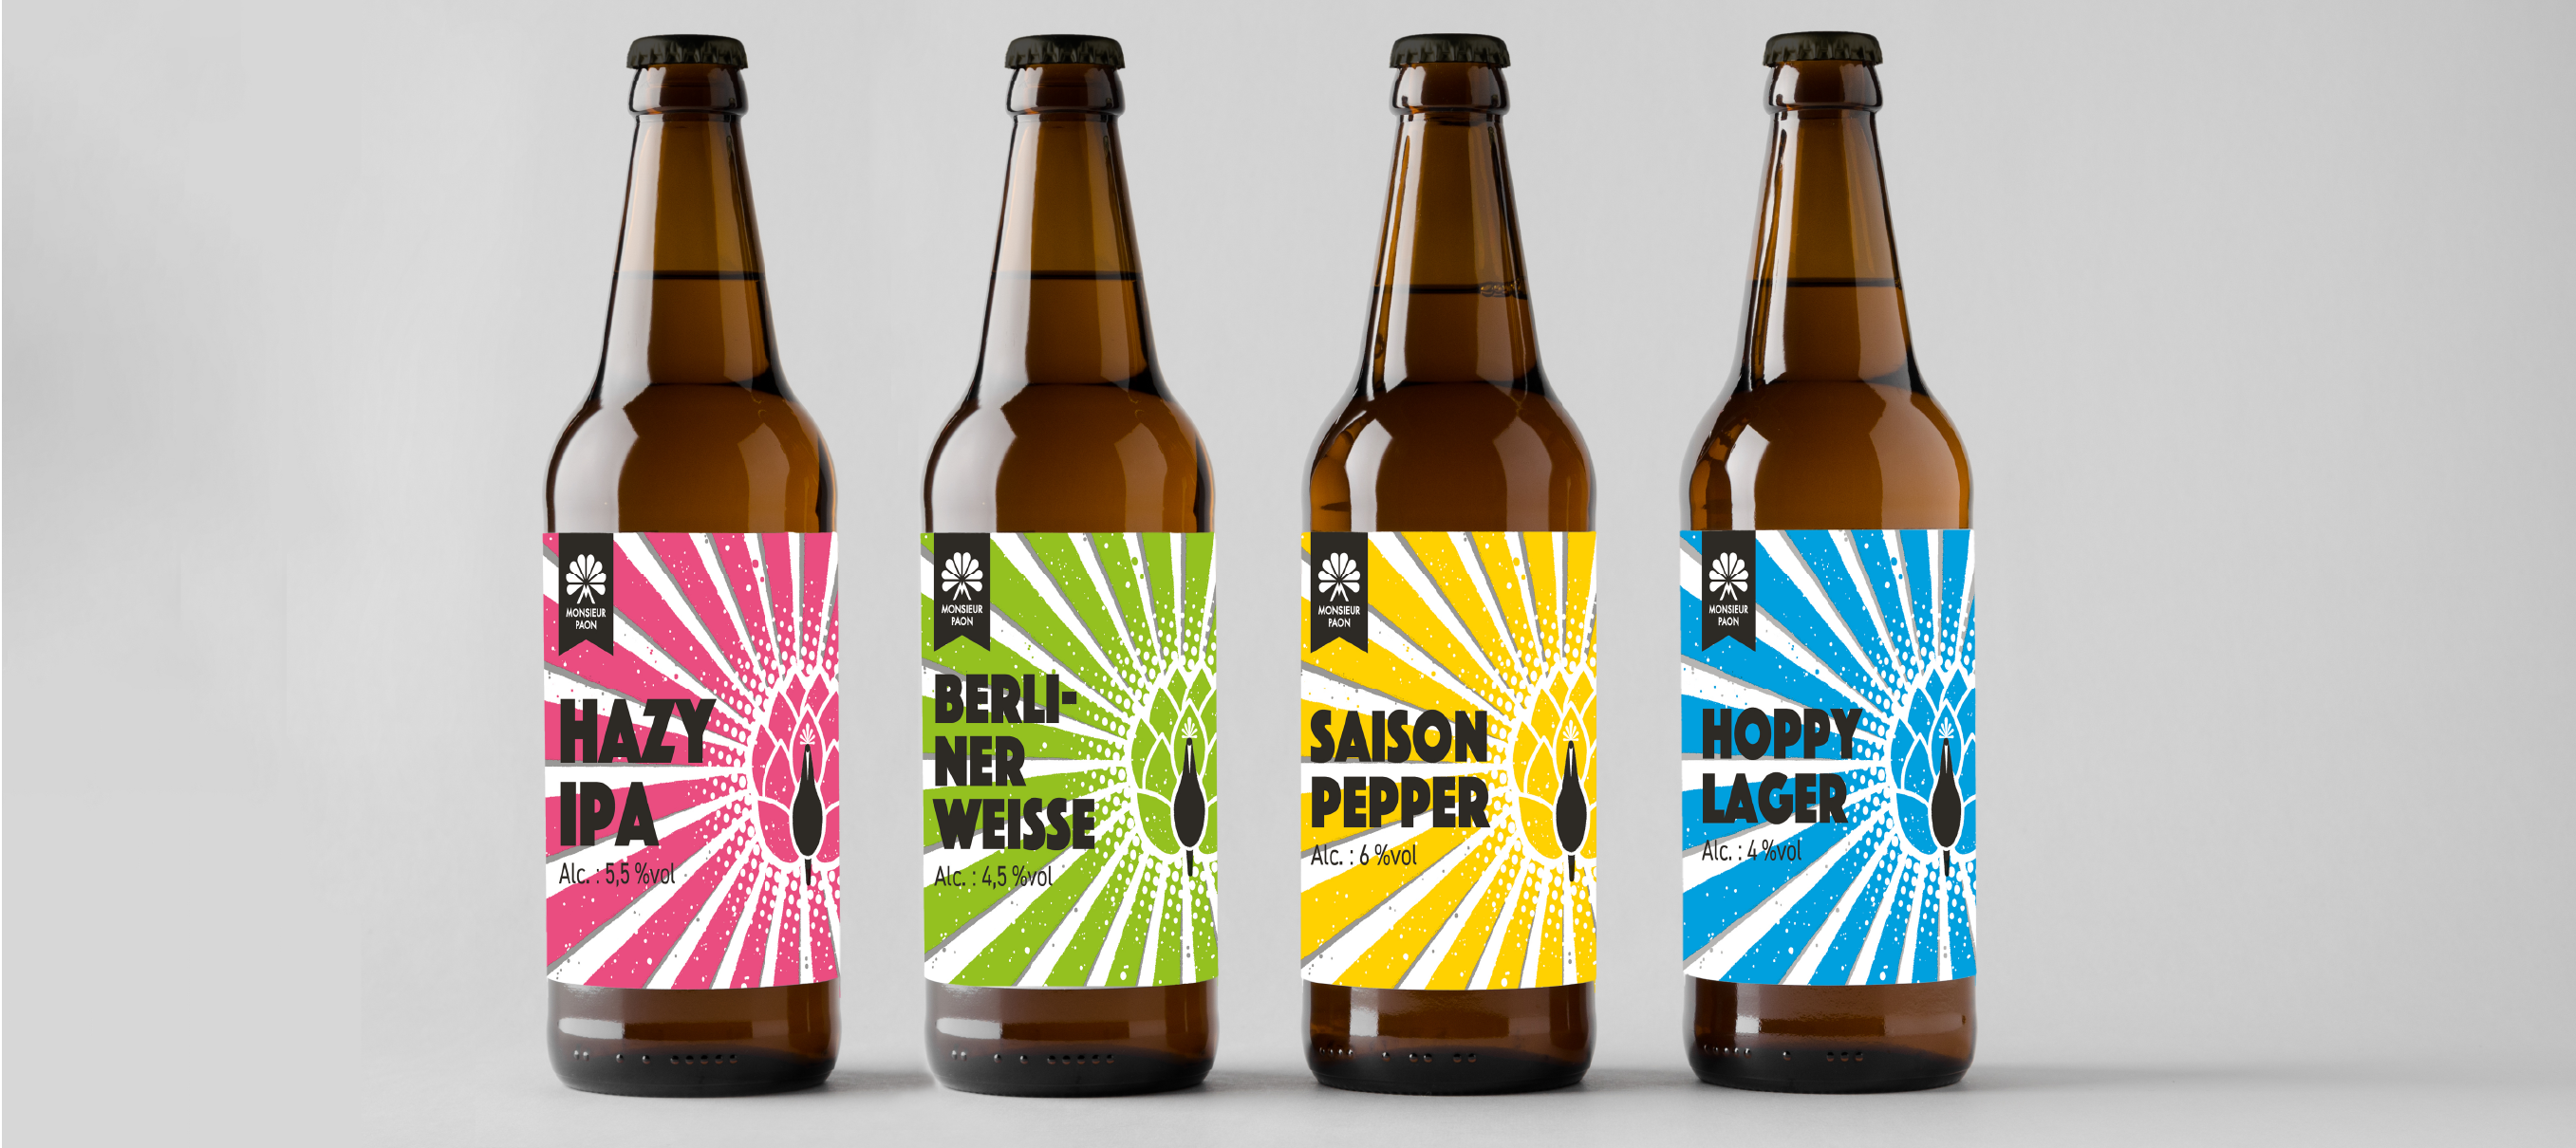 MONSIEUR
PAON
HAZY
IPA
Alc. : 5,5 %vol
MONSIEUR
PAON
BERLI-
NER
WEISSE
Alc. : 4,5 %vol
MONSIEUR
PAON
SAISON
PEPPER
Alc. : 6 %vol
MONSIEUR
PAON
HOPPY
LAGER
Alc. : 4 %vol